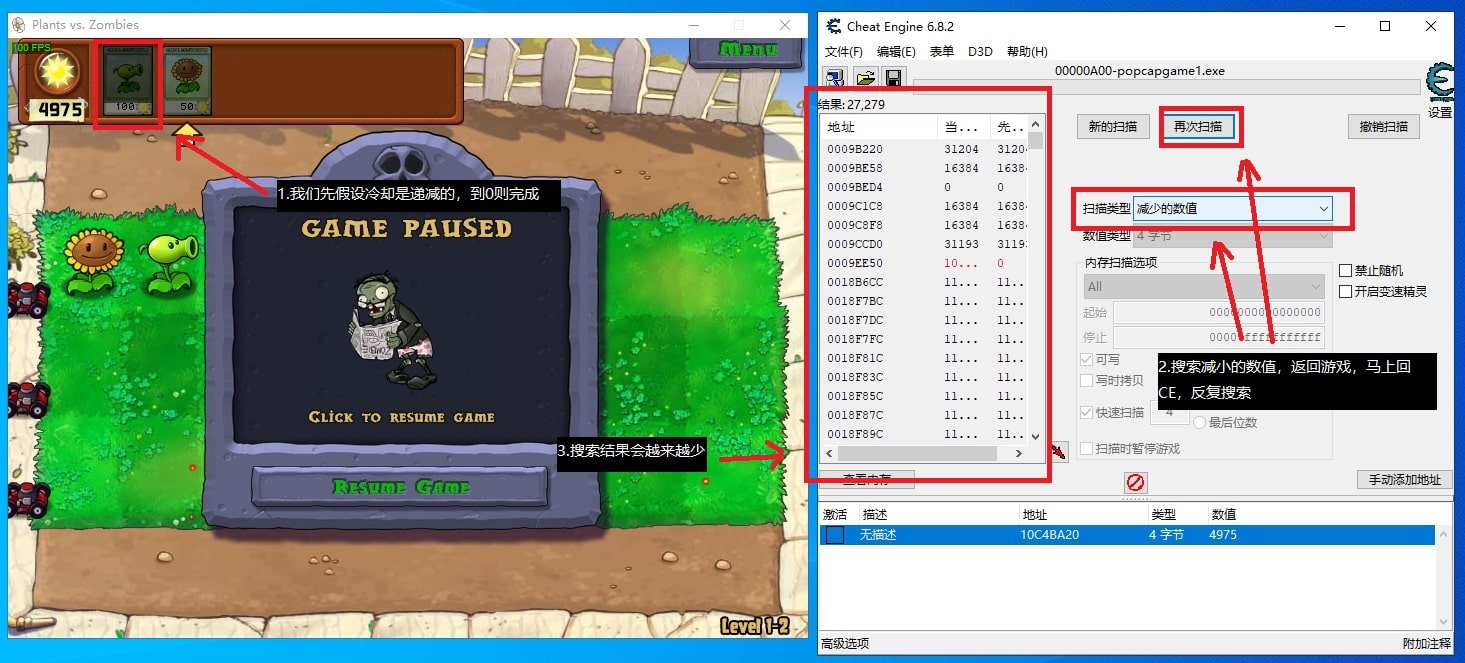 Plants vs. Zombies
100 FPS
4975
100
50
Menu
1.我们先假设冷却是递减的，到0则完成
GAME PAUSED
CLICK TO RESUME GAME
3.搜索结果会越来越少
RESUME GAME
Level 1-2
Cheat Engine 6.8.2
文件(F) 编辑(E) 表单 D3D 帮助(H)
00000A00-popcapgame1.exe
设置
结果: 27,279
地址 当... 先..
0009B220 31204 3120
0009BE58 16384 1638
0009BED4 0 0
0009C1C8 16384 1638
0009C8F8 16384 1638
0009CCD0 31193 3119
0009EE50 10... 0
0018B6CC 11... 11..
0018F7BC 11... 11..
0018F7DC 11... 11..
0018F7FC 11... 11..
0018F81C 11... 11..
0018F83C 11... 11..
0018F85C 11... 11..
0018F87C 11... 11..
0018F89C 11... 11..
新的扫描 再次扫描 撤销扫描
扫描类型 减少的数值
数值类型 4 字节
内存扫描选项
All
禁止随机
开启变速精灵
起始
停止
可写
写时拷贝
快速扫描 4
最后位数
扫描时暂停游戏
2.搜索减小的数值，返回游戏，马上回
CE，反复搜索
查看内存
手动添加地址
激活 描述 地址 类型 数值
无描述 10C4BA20 4 字节 4975
高级选项 附加注释